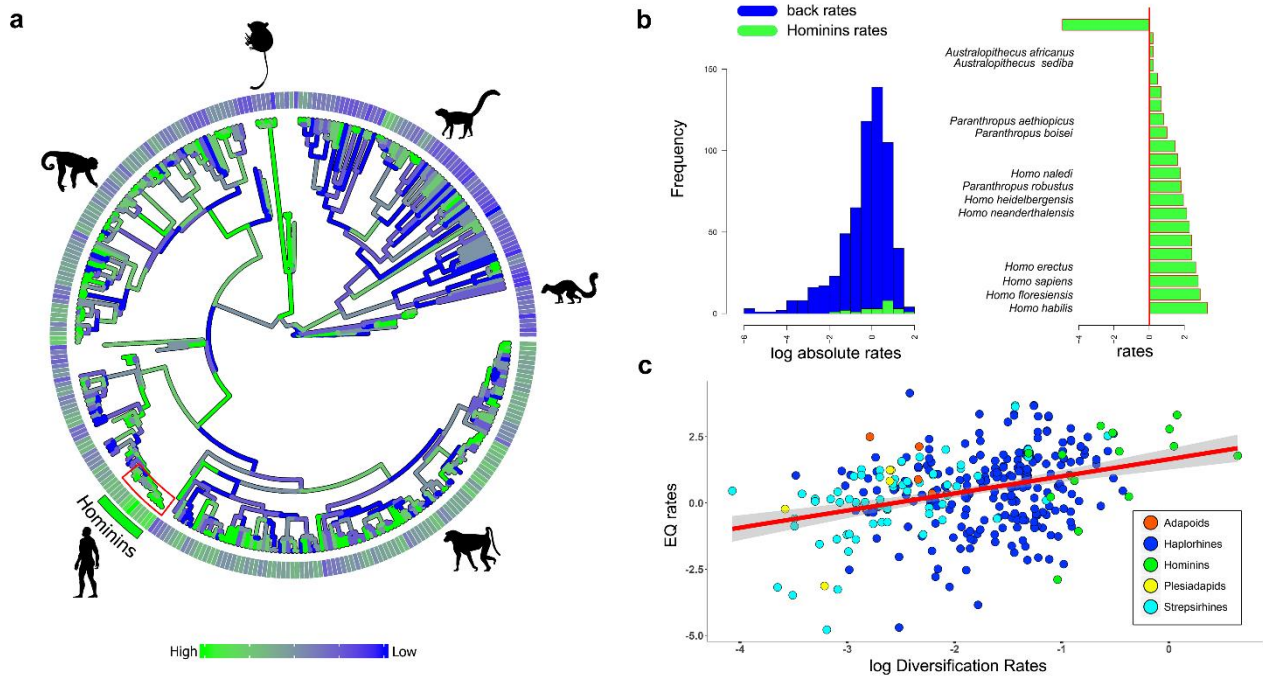 a
Hominins
High
Low
b
back rates
Hominins rates
Frequency
150
100
50
0
-6
-4
-2
0
2
log absolute rates
Australopithecus africanus
Australopithecus sediba
Paranthropus aethiopicus
Paranthropus boisei
Homo naledi
Paranthropus robustus
Homo heidelbergensis
Homo neanderthalensis
Homo erectus
Homo sapiens
Homo floresiensis
Homo habilis
-4
-2
0
2
rates
c
EQ rates
2.5
0.0
-2.5
-5.0
-4
-3
-2
-1
0
log Diversification Rates
Adapoids
Haplorhines
Hominins
Plesiadapids
Strepsirhines